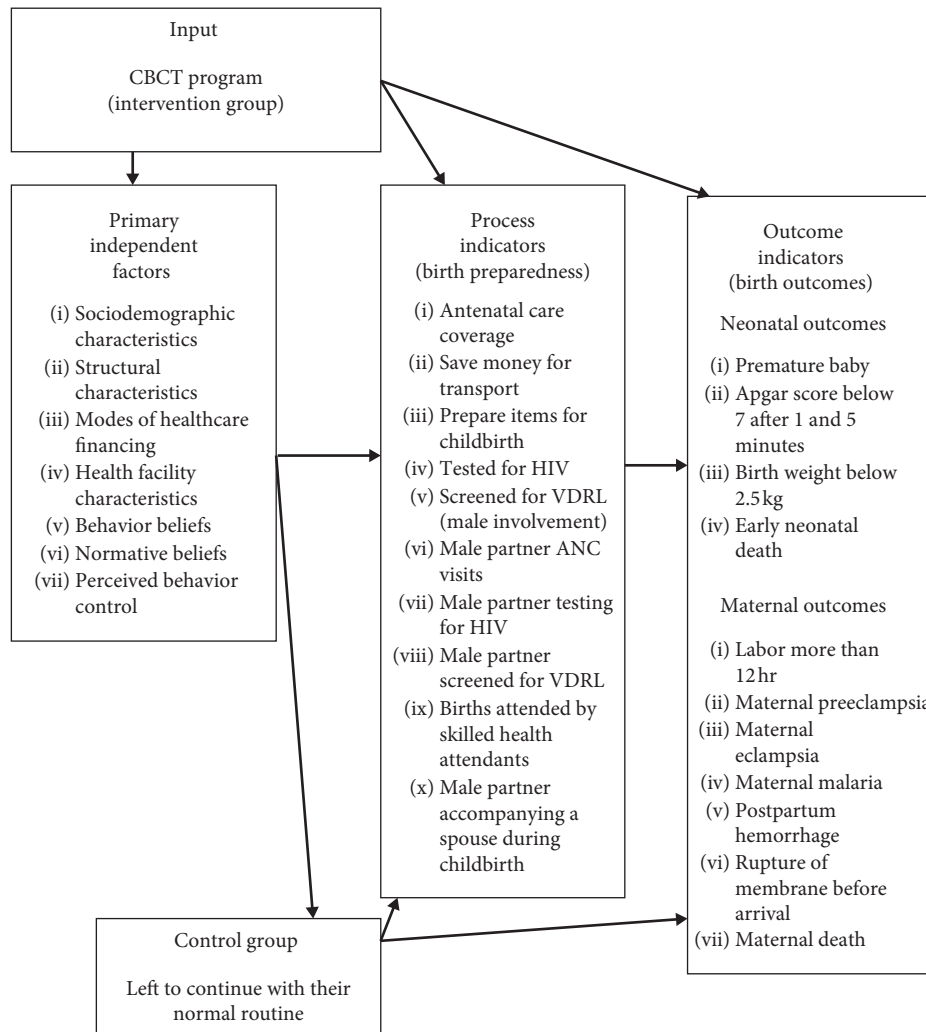 Input
CBCT program
(intervention group)
Primary
independent
factors
(i) Sociodemographic
characteristics
(ii) Structural
characteristics
(iii) Modes of healthcare
financing
(iv) Health facility
characteristics
(v) Behavior beliefs
(vi) Normative beliefs
(vii) Perceived behavior
control
Process
indicators
(birth preparedness)
(i) Antenatal care
coverage
(ii) Save money for
transport
(iii) Prepare items for
childbirth
(iv) Tested for HIV
(v) Screened for VDRL
(male involvement)
(vi) Male partner ANC
visits
(vii) Male partner testing
for HIV
(viii) Male partner
screened for VDRL
(ix) Births attended by
skilled health
attendants
(x) Male partner
accompanying a
spouse during
childbirth
Outcome
indicators
(birth outcomes)
Neonatal outcomes
(i) Premature baby
(ii) Apgar score below
7 after 1 and 5
minutes
(iii) Birth weight below
2.5 kg
(iv) Early neonatal
death
Maternal outcomes
(i) Labor more than
12 hr
(ii) Maternal preeclampsia
(iii) Maternal
eclampsia
(iv) Maternal malaria
(v) Postpartum
hemorrhage
(vi) Rupture of
membrane before
arrival
(vii) Maternal death
Control group
Left to continue with their
normal routine